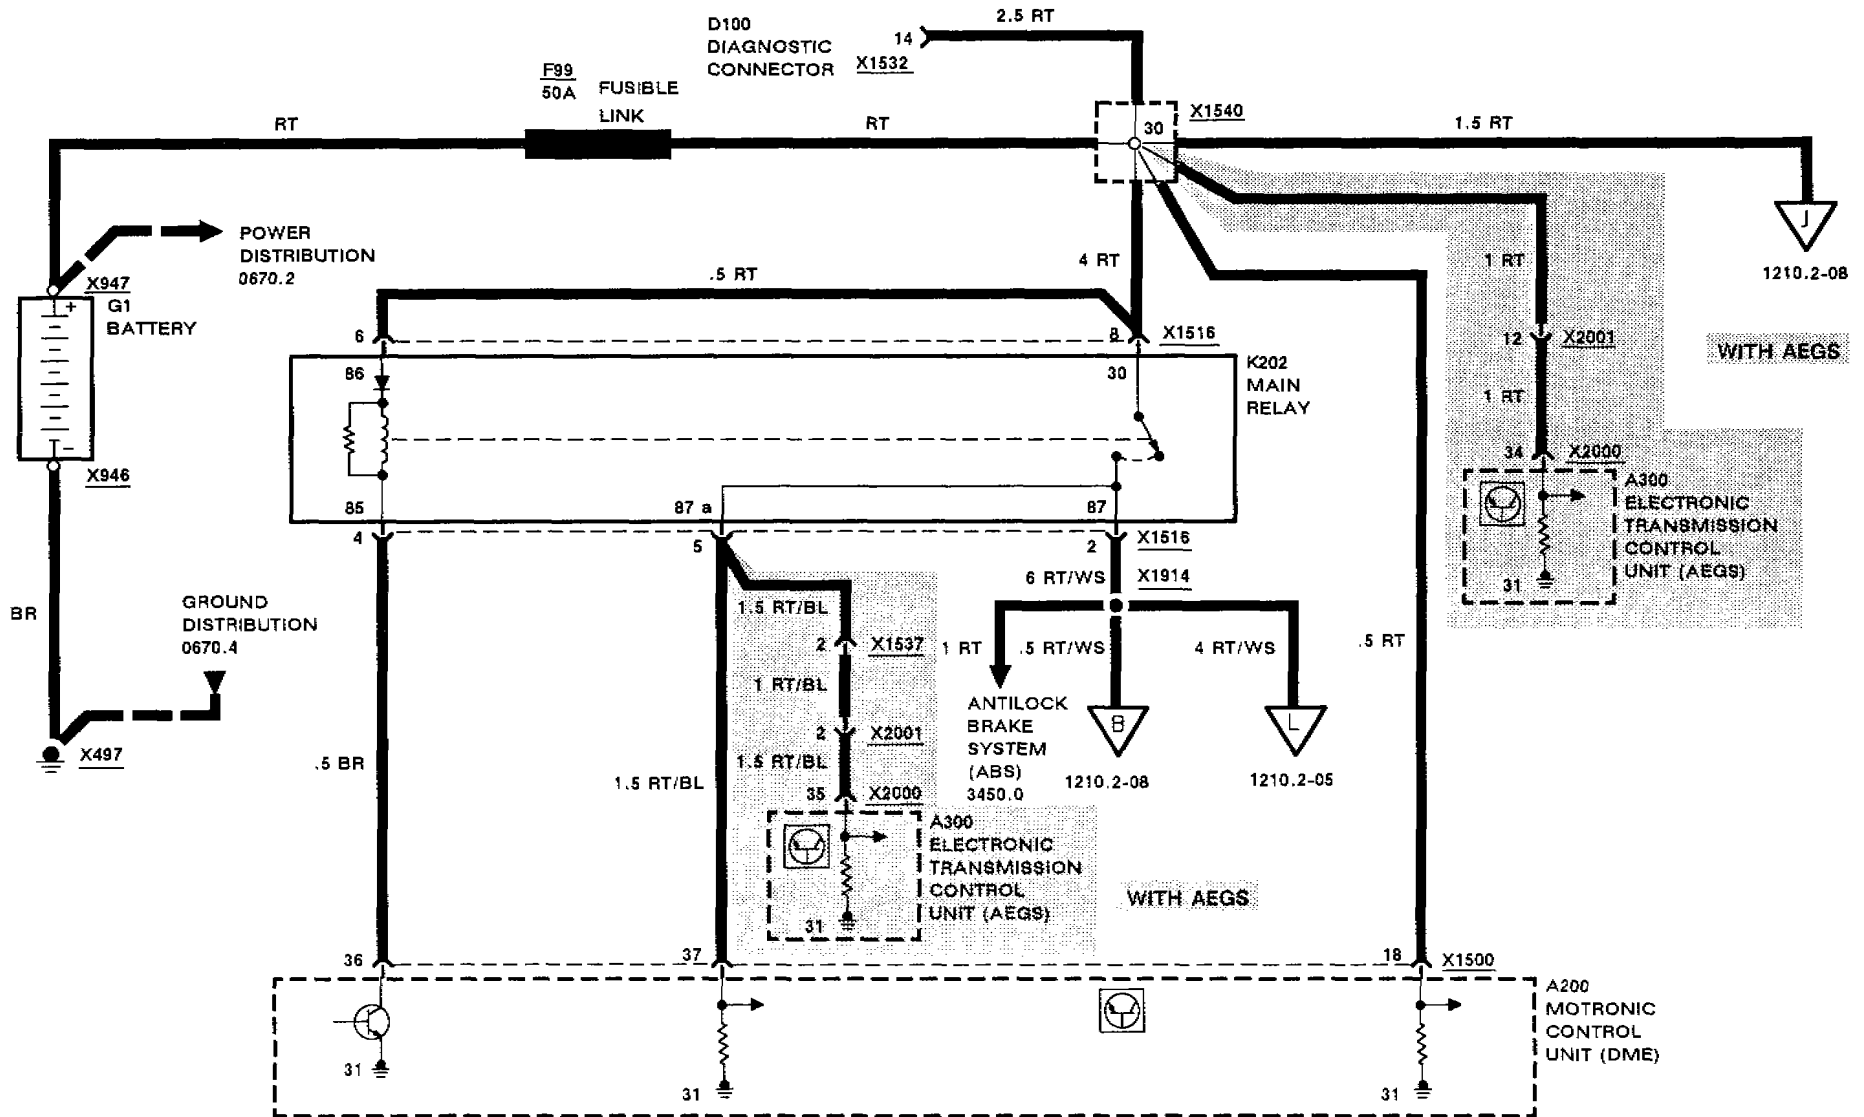 2.5 RT
D100
DIAGNOSTIC
CONNECTOR
14
X1532
F99
50A
FUSIBLE
LINK
RT
RT
30
X1540
1.5 RT
J
1210.2-08
POWER
DISTRIBUTION
0670.2
X947
G1
BATTERY
+
-
X946
.5 RT
4 RT
1 RT
12
X2001
WITH AEGS
1 RT
34
X2000
A300
ELECTRONIC
TRANSMISSION
CONTROL
UNIT (AEGS)
31
6
8
X1516
86
30
K202
MAIN
RELAY
85
87 a
87
4
5
2
X1516
6 RT/WS
X1914
BR
GROUND
DISTRIBUTION
0670.4
X497
1.5 RT/BL
2
X1537
1 RT/BL
2
X2001
1.5 RT/BL
35
X2000
1 RT
.5 RT/WS
4 RT/WS
.5 RT
ANTILOCK
BRAKE
SYSTEM
(ABS)
3450.0
B
1210.2-08
L
1210.2-05
.5 BR
1.5 RT/BL
A300
ELECTRONIC
TRANSMISSION
CONTROL
UNIT (AEGS)
31
WITH AEGS
36
37
18
X1500
A200
MOTRONIC
CONTROL
UNIT (DME)
31
31
31